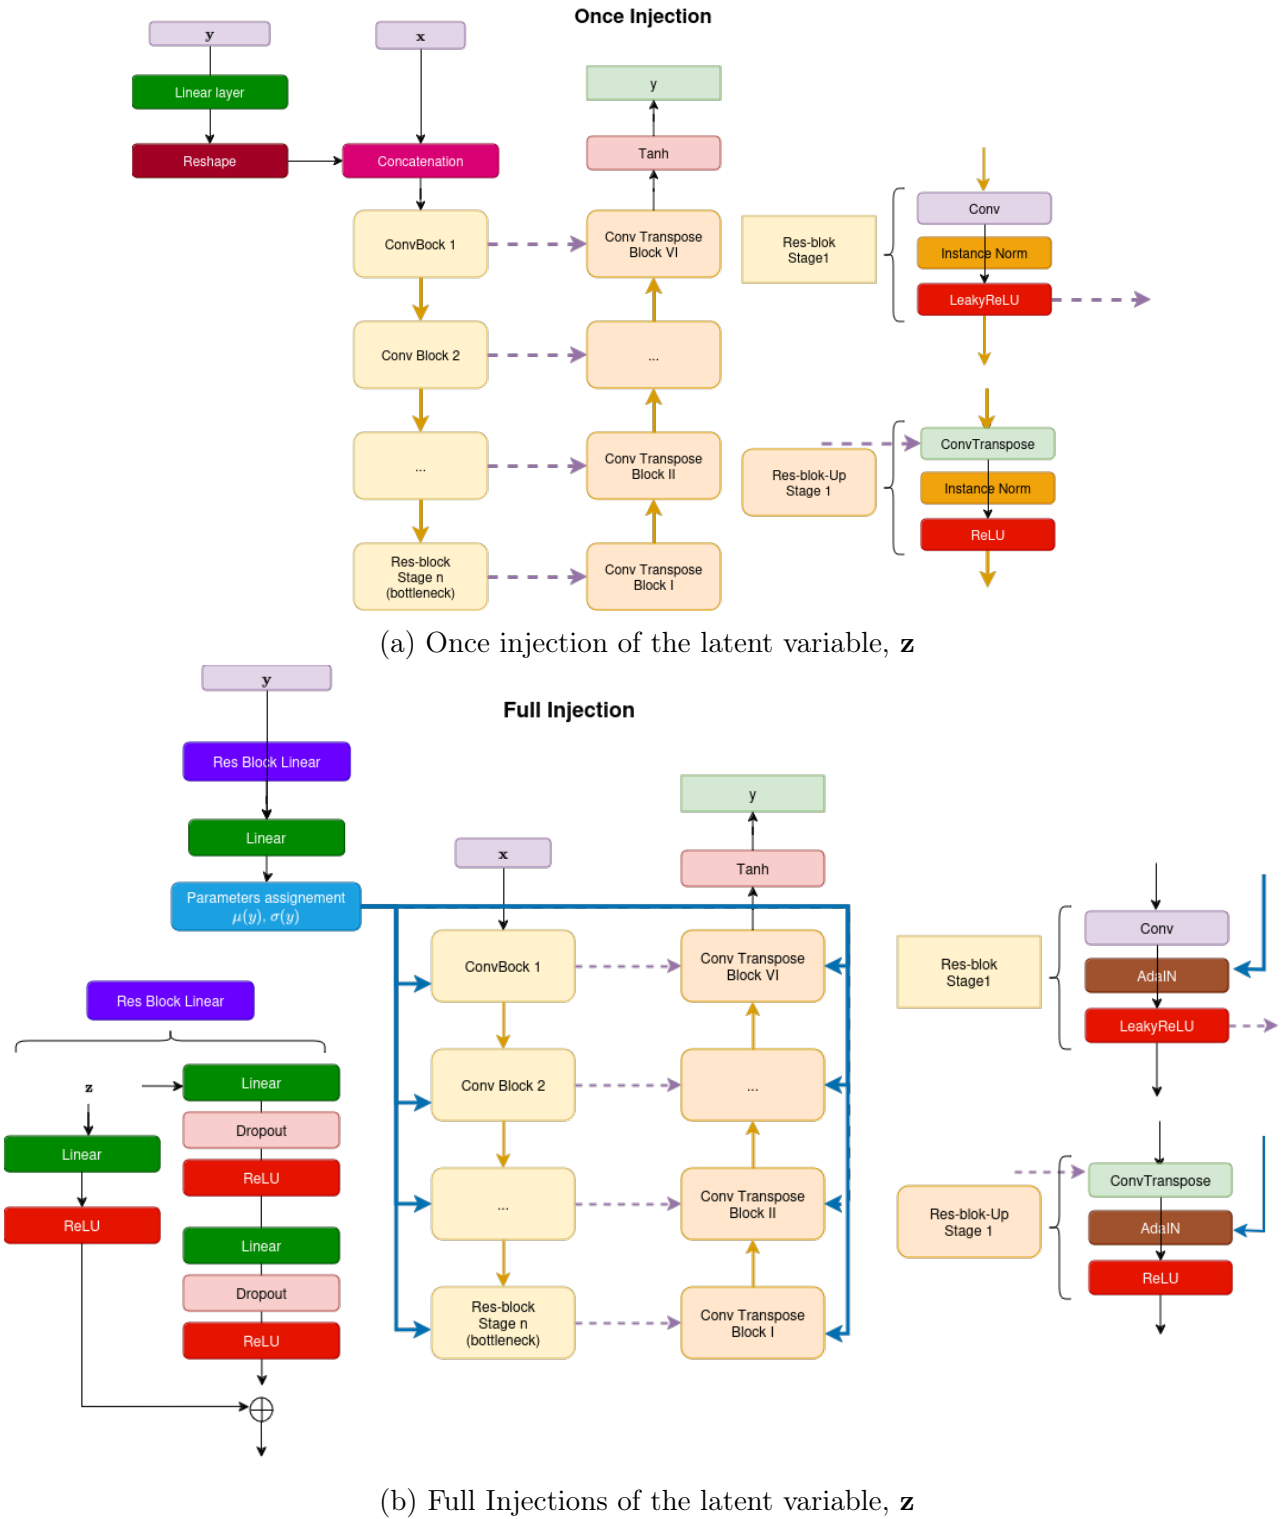 Once Injection
y
x
Linear layer
Reshape
Concatenation
ConvBock 1
Conv Block 2
...
Res-block
Stage n
(bottleneck)
y
Tanh
Conv Transpose
Block VI
...
Conv Transpose
Block II
Conv Transpose
Block I
Res-blok
Stage1
Conv
Instance Norm
LeakyReLU
Res-blok-Up
Stage 1
ConvTranspose
Instance Norm
ReLU
(a) Once injection of the latent variable, z
Full Injection
y
Res Block Linear
Linear
Parameters assignement
μ(y), σ(y)
Res Block Linear
z
Linear
ReLU
Linear
Dropout
ReLU
Linear
Dropout
ReLU
x
ConvBock 1
Conv Block 2
...
Res-block
Stage n
(bottleneck)
y
Tanh
Conv Transpose
Block VI
...
Conv Transpose
Block II
Conv Transpose
Block I
Res-blok
Stage1
Conv
AdaIN
LeakyReLU
Res-blok-Up
Stage 1
ConvTranspose
AdaIN
ReLU
(b) Full Injections of the latent variable, z